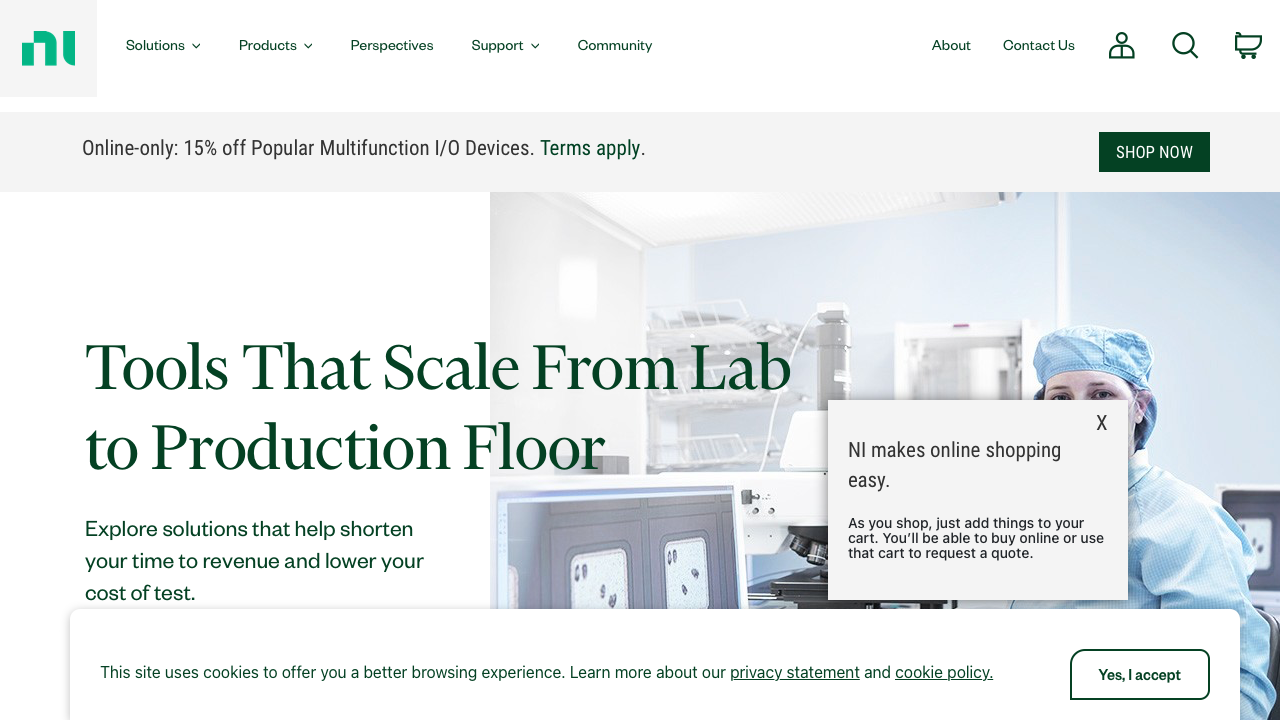 Solutions
Products
Perspectives
Support
Community
About
Contact Us
Online-only: 15% off Popular Multifunction I/O Devices. Terms apply.
SHOP NOW
Tools That Scale From Lab
to Production Floor
Explore solutions that help shorten
your time to revenue and lower your
cost of test.
X
NI makes online shopping
easy.
As you shop, just add things to your
cart. You’ll be able to buy online or use
that cart to request a quote.
This site uses cookies to offer you a better browsing experience. Learn more about our privacy statement and cookie policy.
Yes, I accept